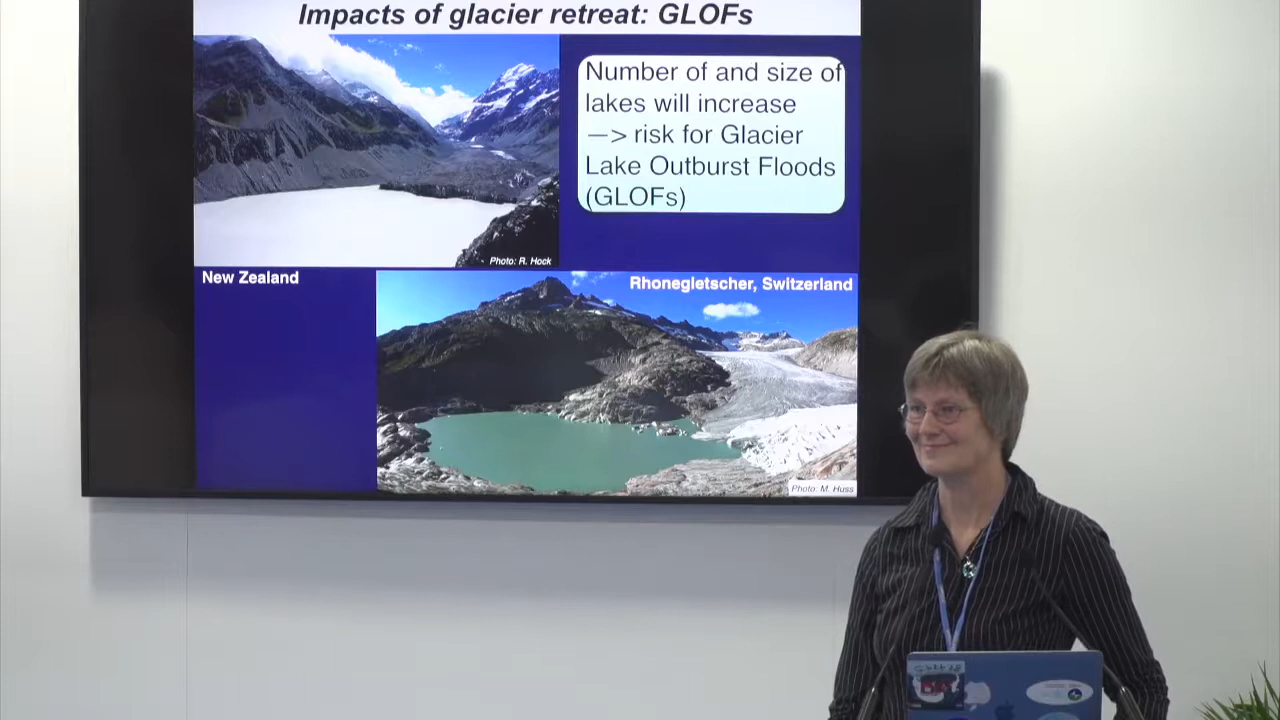 Impacts of glacier retreat: GLOFs
Number of and size of
lakes will increase
—> risk for Glacier
Lake Outburst Floods
(GLOFs)
Photo: R. Hock
New Zealand
Rhonegletscher, Switzerland
Photo: M. Huss